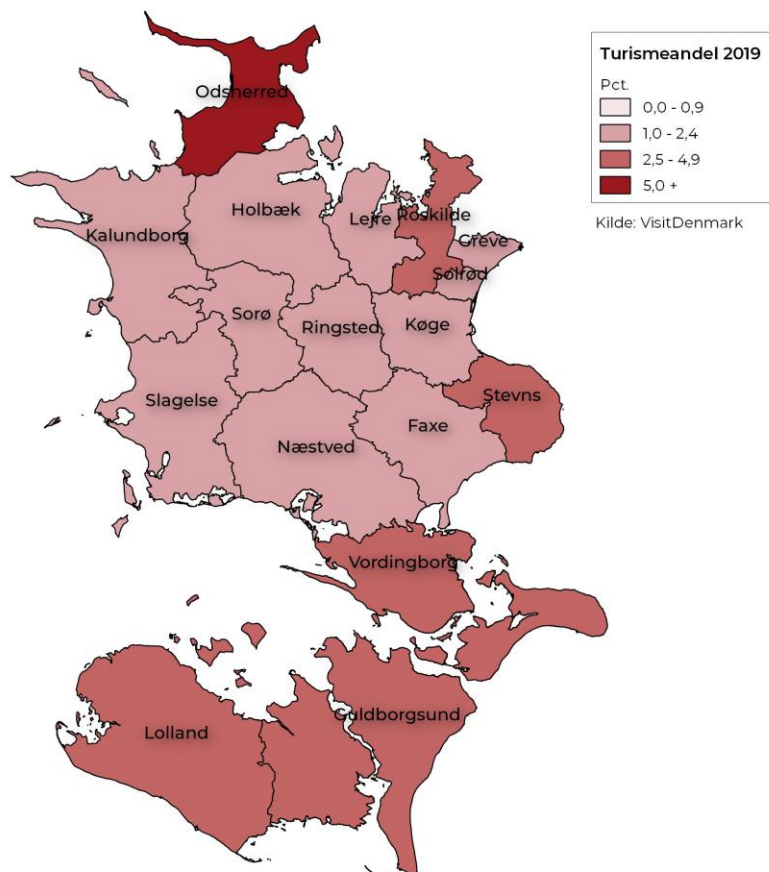 Turismeandel 2019
Pct.
0,0 - 0,9
1,0 - 2,4
2,5 - 4,9
5,0 +
Kilde: VisitDenmark
Odsherred
Holbæk
Lejre
Roskilde
Kalundborg
Greve
Solrød
Sorø
Ringsted
Køge
Slagelse
Stevns
Faxe
Næstved
Vordingborg
Guldborgsund
Lolland